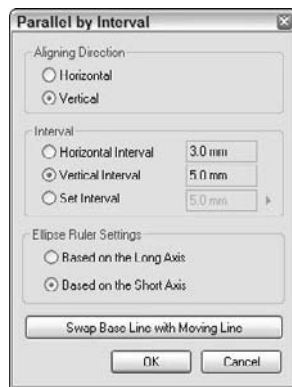 Parallel by Interval
Aligning Direction
Horizontal
Vertical
Interval
Horizontal Interval 3.0 mm
Vertical Interval 5.0 mm
Set Interval 5.0 mm
Ellipse Ruler Settings
Based on the Long Axis
Based on the Short Axis
Swap Base Line with Moving Line
OK Cancel